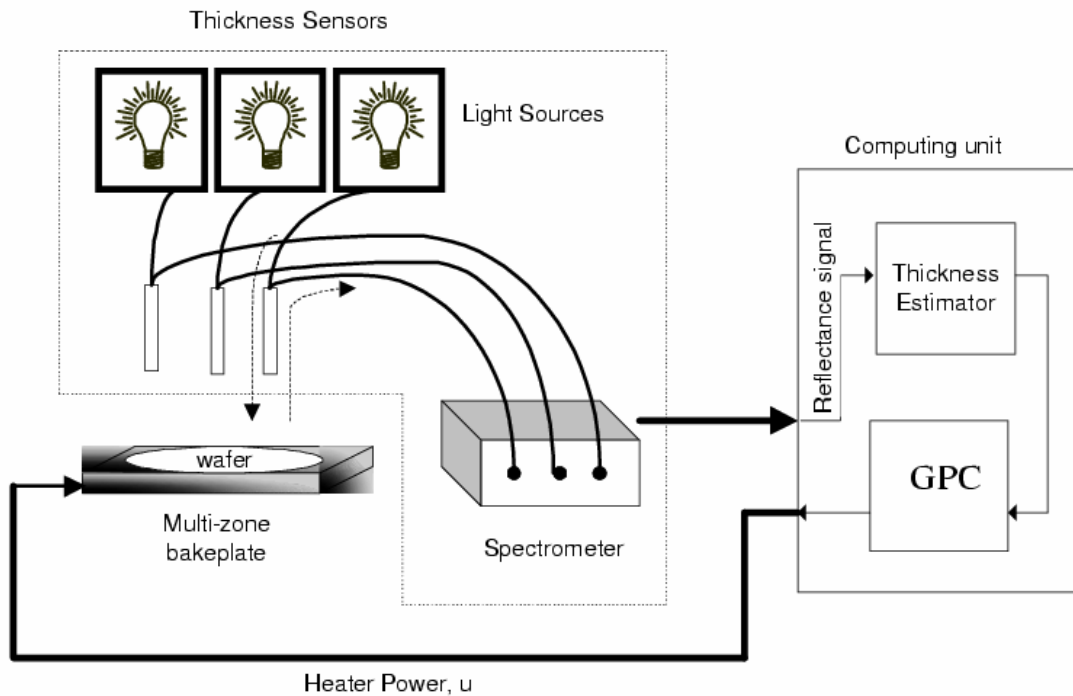 Thickness Sensors
Light Sources
Computing unit
Reflectance signal
Thickness
Estimator
GPC
wafer
Multi-zone
bakeplate
Spectrometer
Heater Power, u